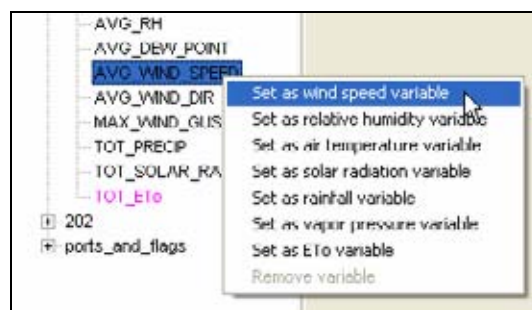 AVG_RH
AVG_DEW_POINT
AVG_WIND_SPEED
AVG_WIND_DIR
MAX_WIND_GUS
TOT_PRECIP
TOT_SOLAR_RA
TOT_ETo
202
ports_and_flags
Set as wind speed variable
Set as relative humidity variable
Set as air temperature variable
Set as solar radiation variable
Set as rainfall variable
Set as vapor pressure variable
Set as ETo variable
Remove variable